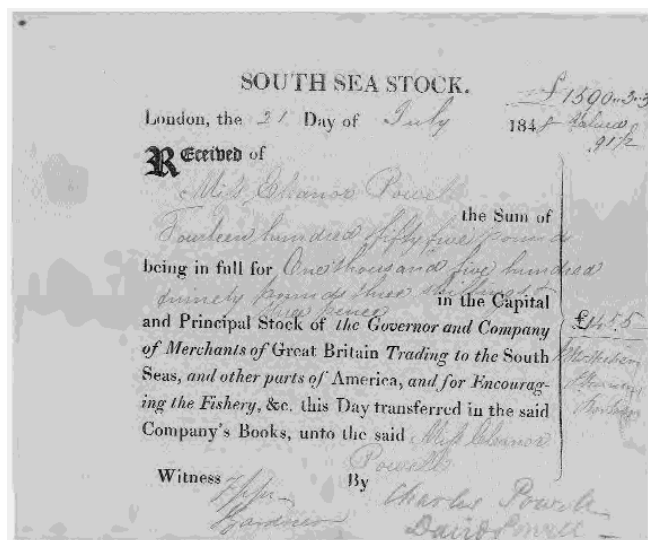 SOUTH SEA STOCK.
£1590-3-3
London, the 21 Day of July 1848
Value
91 1/2
Received of
Miss Eleanor Powell
the Sum of
Fourteen hundred fifty five pounds
being in full for One thousand five hundred
& ninety pounds three shillings &
three pence in the Capital
and Principal Stock of the Governor and Company
£1455
of Merchants of Great Britain Trading to the South
Seas, and other parts of America, and for Encourag-
ing the Fishery, &c. this Day transferred in the said
Company's Books, unto the said Miss Eleanor
Powell
Witness By
Charles Powell
Gardner
David Powell